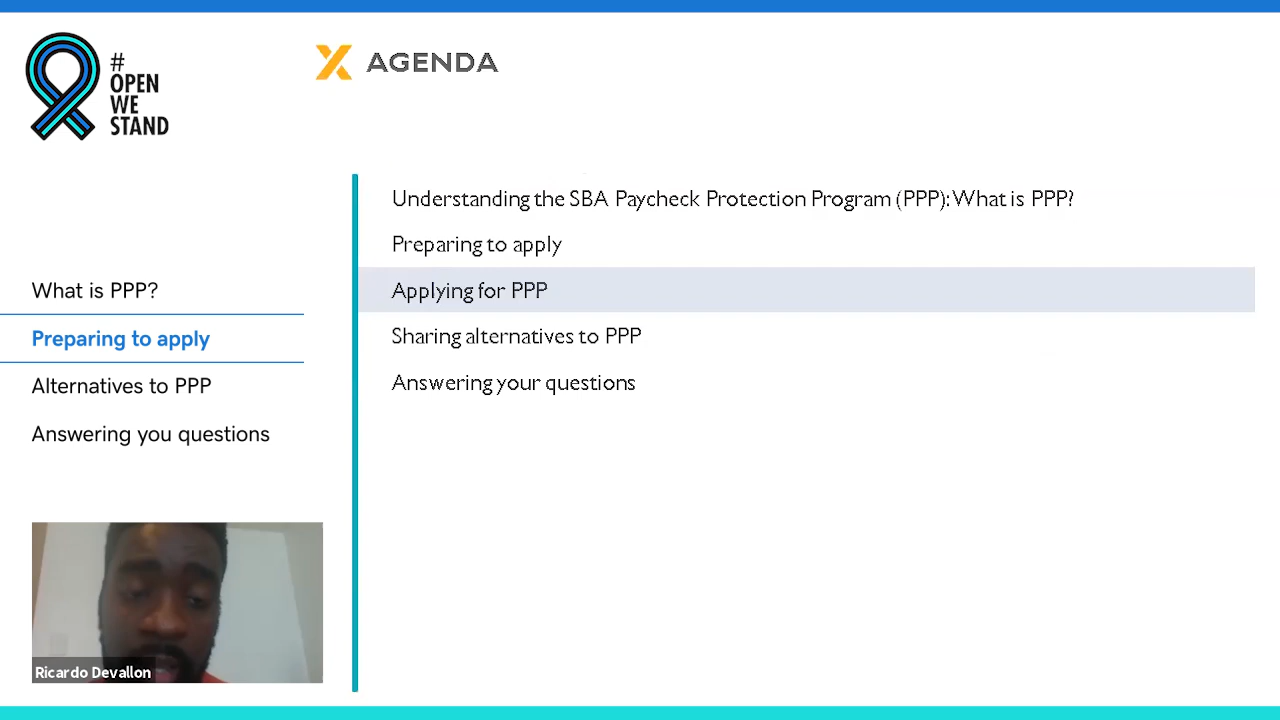 #
OPEN
WE
STAND
AGENDA
Understanding the SBA Paycheck Protection Program (PPP): What is PPP?
Preparing to apply
Applying for PPP
Sharing alternatives to PPP
Answering your questions
What is PPP?
Preparing to apply
Alternatives to PPP
Answering you questions
Ricardo Devallon